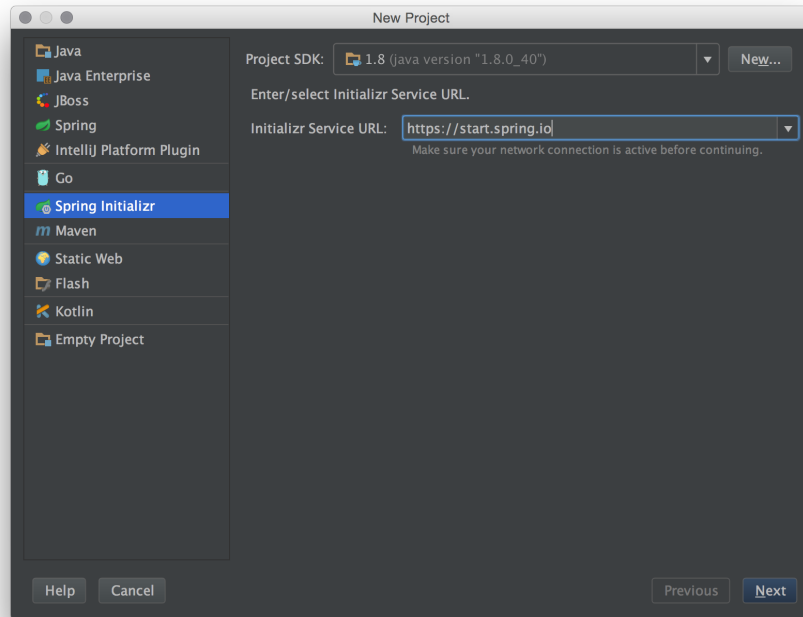 New Project
Java
Java Enterprise
JBoss
Spring
IntelliJ Platform Plugin
Go
Spring Initializr
Maven
Static Web
Flash
Kotlin
Empty Project
Project SDK: 1.8 (java version "1.8.0_40") New...
Enter/select Initializr Service URL.
Initializr Service URL: https://start.spring.io
Make sure your network connection is active before continuing.
Help Cancel Previous Next